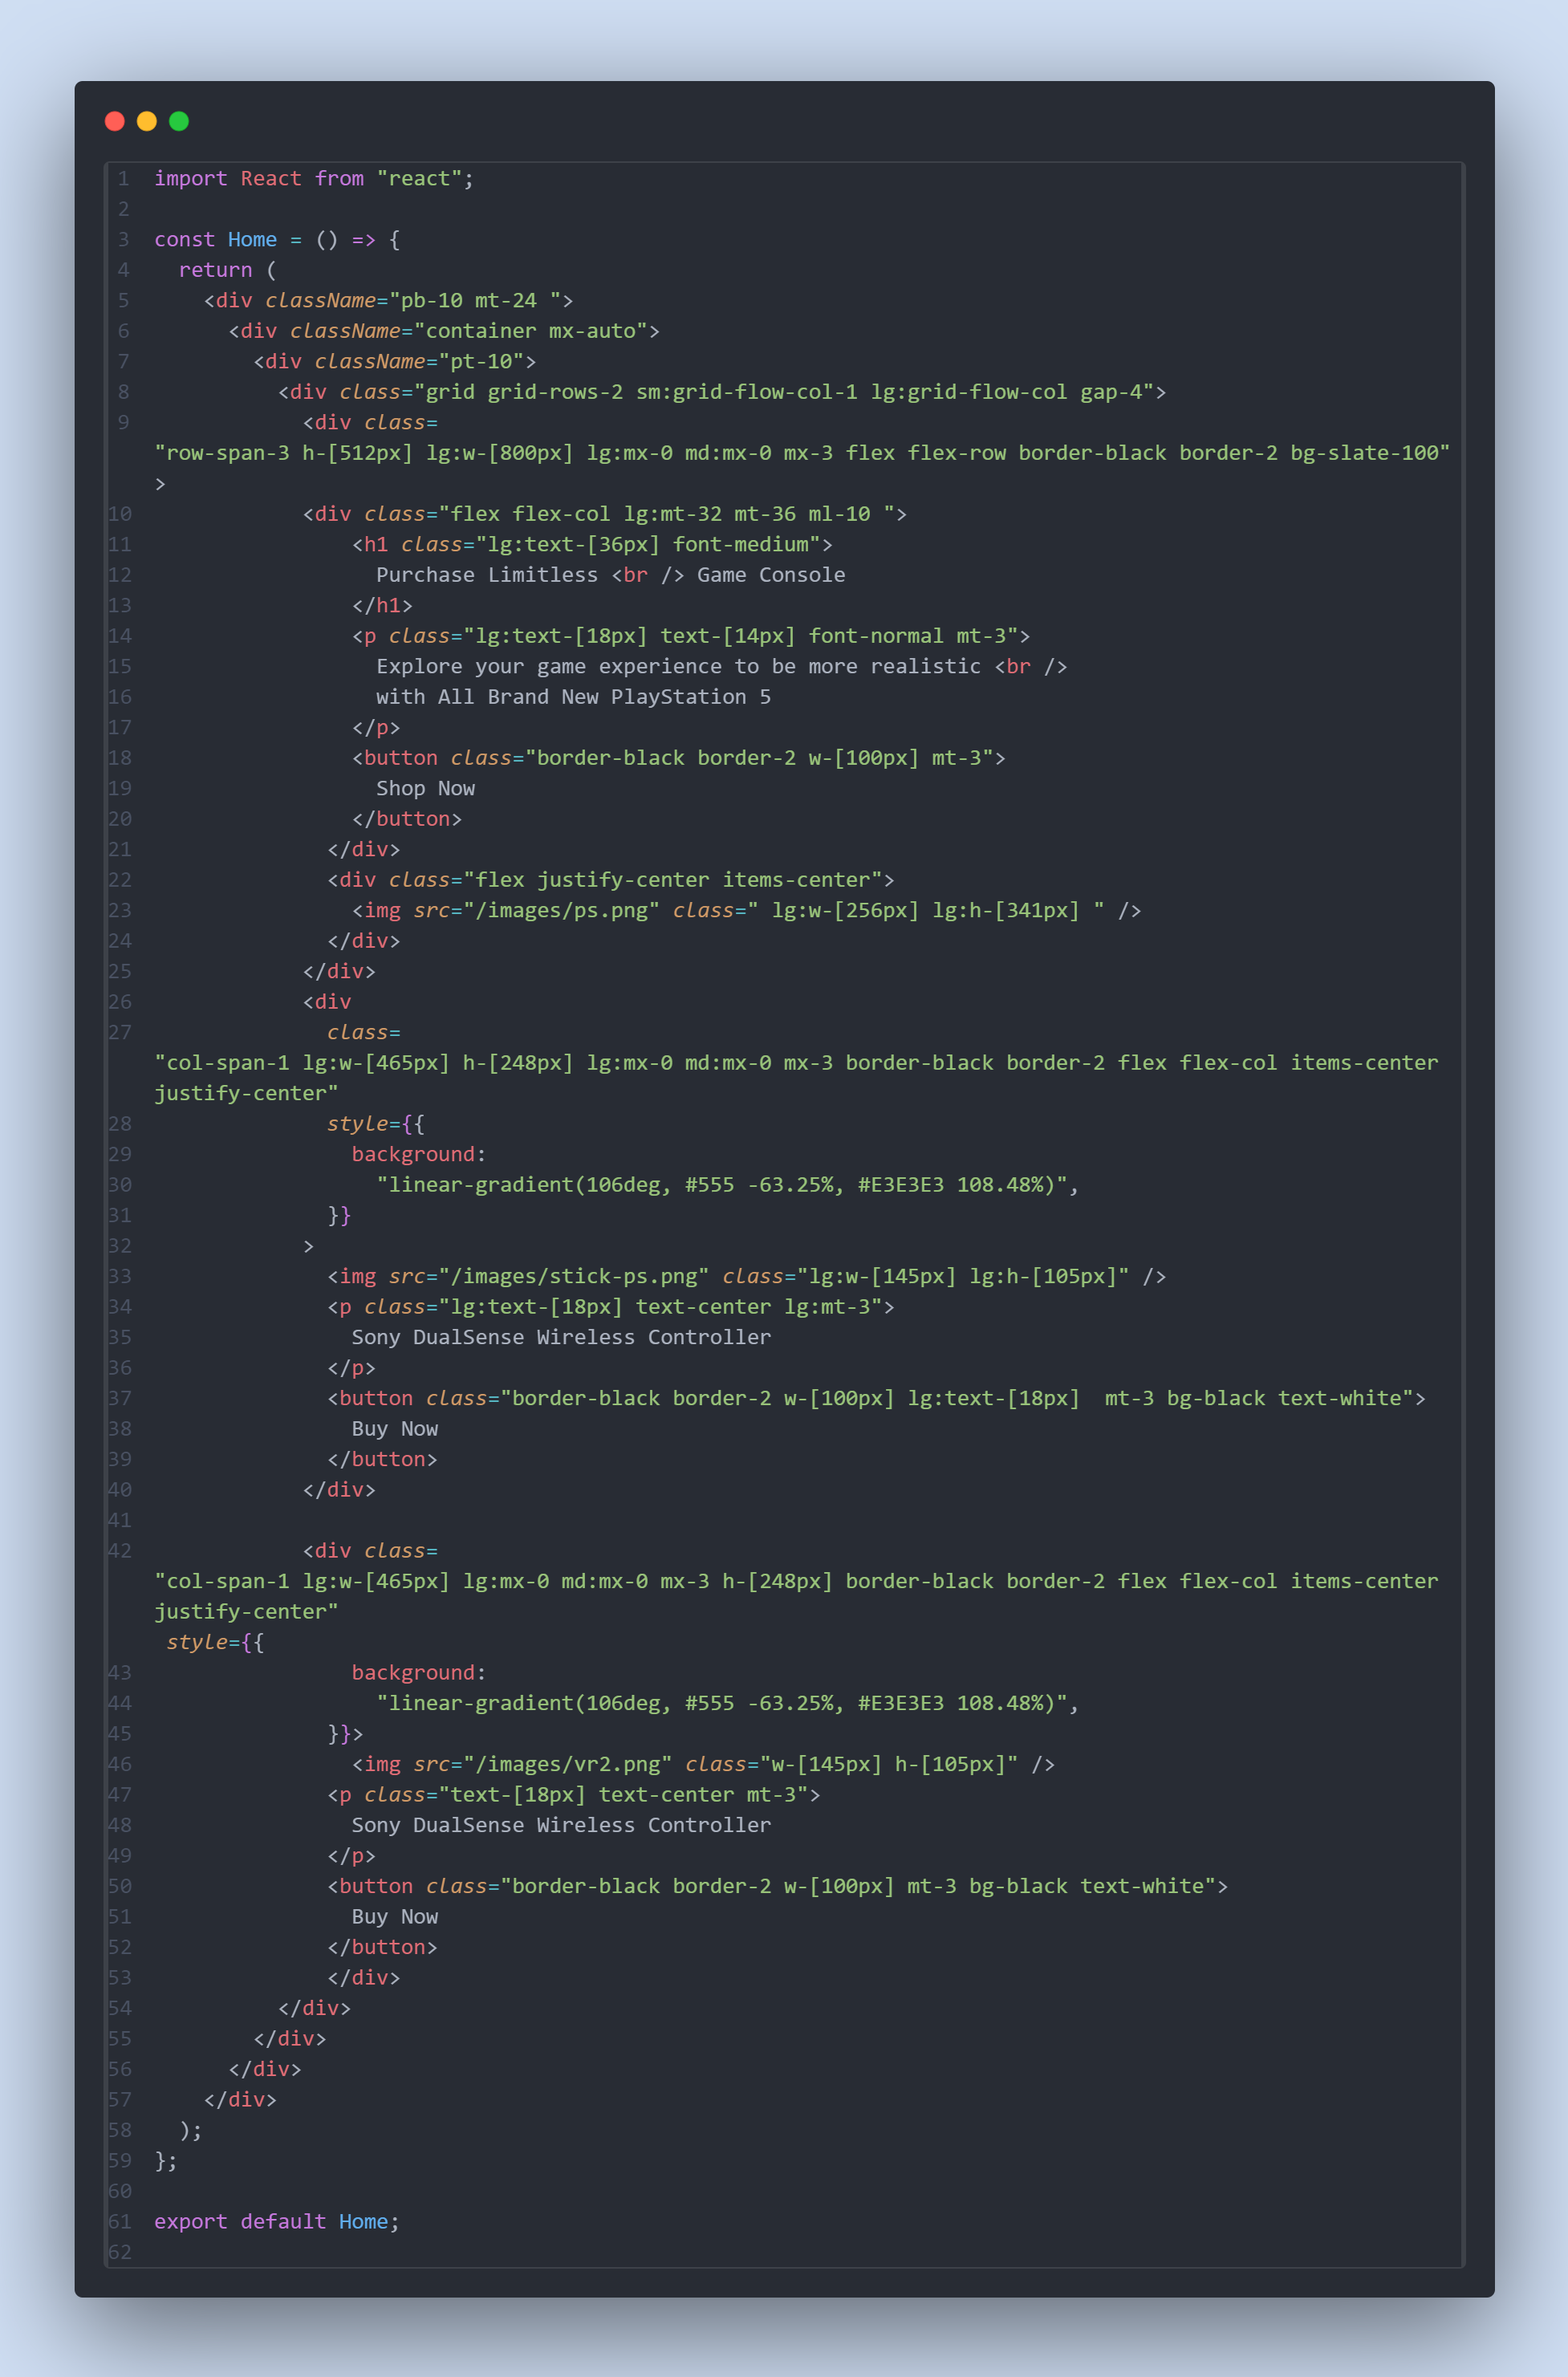 1 import React from "react";
2
3 const Home = () => {
4   return (
5     <div className="pb-10 mt-24 ">
6       <div className="container mx-auto">
7         <div className="pt-10">
8           <div class="grid grid-rows-2 sm:grid-flow-col-1 lg:grid-flow-col gap-4">
9             <div class=
"row-span-3 h-[512px] lg:w-[800px] lg:mx-0 md:mx-0 mx-3 flex flex-row border-black border-2 bg-slate-100"
>
10             <div class="flex flex-col lg:mt-32 mt-36 ml-10 ">
11                 <h1 class="lg:text-[36px] font-medium">
12                   Purchase Limitless <br /> Game Console
13                 </h1>
14                 <p class="lg:text-[18px] text-[14px] font-normal mt-3">
15                   Explore your game experience to be more realistic <br />
16                   with All Brand New PlayStation 5
17                 </p>
18                 <button class="border-black border-2 w-[100px] mt-3">
19                   Shop Now
20                 </button>
21               </div>
22               <div class="flex justify-center items-center">
23                 <img src="/images/ps.png" class=" lg:w-[256px] lg:h-[341px] " />
24               </div>
25             </div>
26             <div
27               class=
"col-span-1 lg:w-[465px] h-[248px] lg:mx-0 md:mx-0 mx-3 border-black border-2 flex flex-col items-center
justify-center"
28               style={{
29                 background:
30                   "linear-gradient(106deg, #555 -63.25%, #E3E3E3 108.48%)",
31               }}
32             >
33               <img src="/images/stick-ps.png" class="lg:w-[145px] lg:h-[105px]" />
34               <p class="lg:text-[18px] text-center lg:mt-3">
35                 Sony DualSense Wireless Controller
36               </p>
37               <button class="border-black border-2 w-[100px] lg:text-[18px]  mt-3 bg-black text-white">
38                 Buy Now
39               </button>
40             </div>
41
42             <div class=
"col-span-1 lg:w-[465px] lg:mx-0 md:mx-0 mx-3 h-[248px] border-black border-2 flex flex-col items-center
justify-center"
 style={{
43                 background:
44                   "linear-gradient(106deg, #555 -63.25%, #E3E3E3 108.48%)",
45               }}>
46                 <img src="/images/vr2.png" class="w-[145px] h-[105px]" />
47               <p class="text-[18px] text-center mt-3">
48                 Sony DualSense Wireless Controller
49               </p>
50               <button class="border-black border-2 w-[100px] mt-3 bg-black text-white">
51                 Buy Now
52               </button>
53               </div>
54           </div>
55         </div>
56       </div>
57     </div>
58   );
59 };
60
61 export default Home;
62